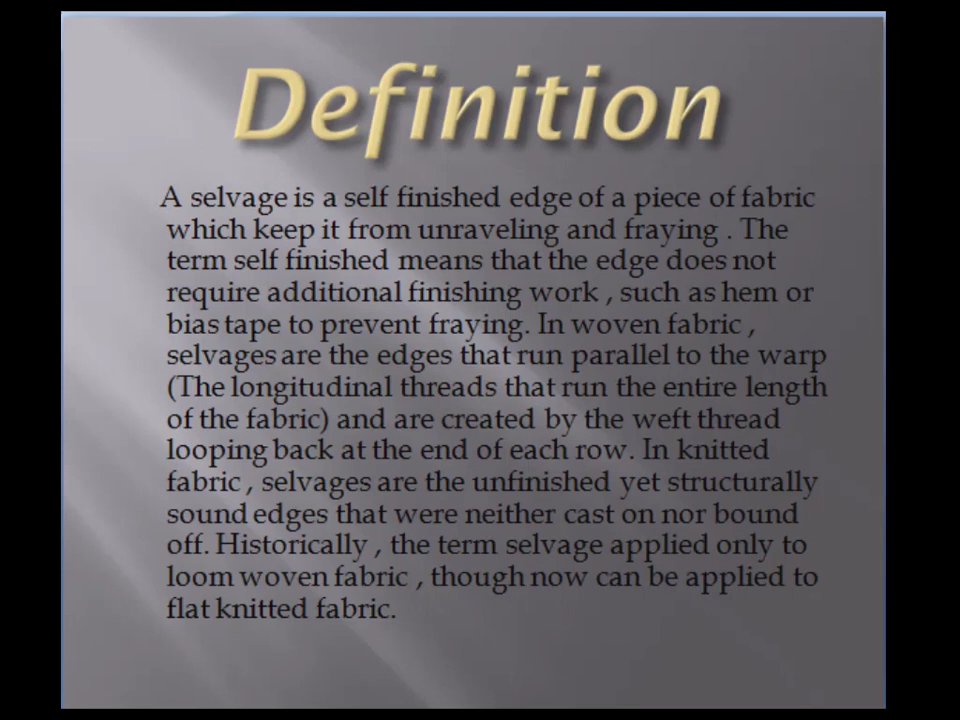 Definition
A selvage is a self finished edge of a piece of fabric
which keep it from unraveling and fraying . The
term self finished means that the edge does not
require additional finishing work , such as hem or
bias tape to prevent fraying. In woven fabric ,
selvages are the edges that run parallel to the warp
(The longitudinal threads that run the entire length
of the fabric) and are created by the weft thread
looping back at the end of each row. In knitted
fabric , selvages are the unfinished yet structurally
sound edges that were neither cast on nor bound
off. Historically , the term selvage applied only to
loom woven fabric , though now can be applied to
flat knitted fabric.